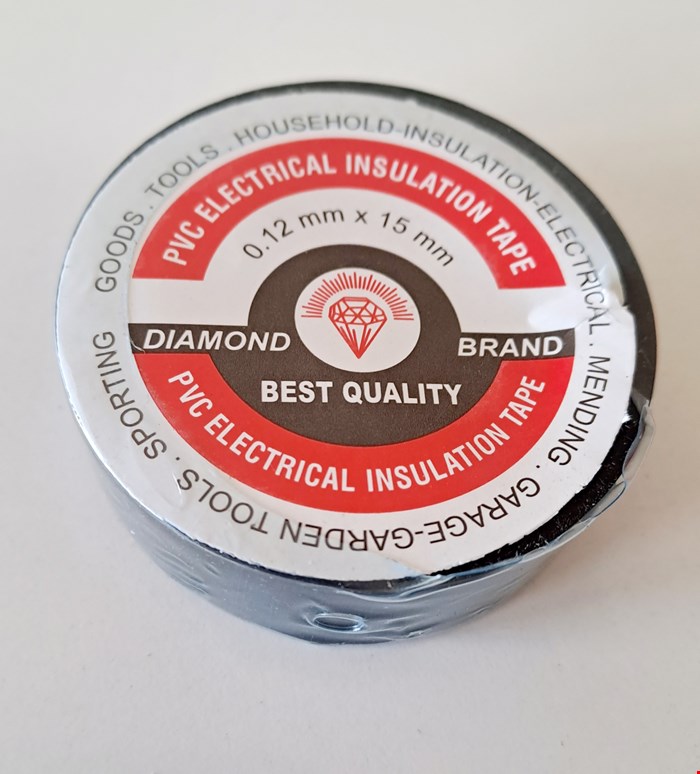 GOODS . TOOLS . HOUSEHOLD-INSULATION-ELECTRICAL . MENDING . GARAGE-GARDEN TOOLS . SPORTING
PVC ELECTRICAL INSULATION TAPE
0.12 mm x 15 mm
DIAMOND BRAND
BEST QUALITY
PVC ELECTRICAL INSULATION TAPE